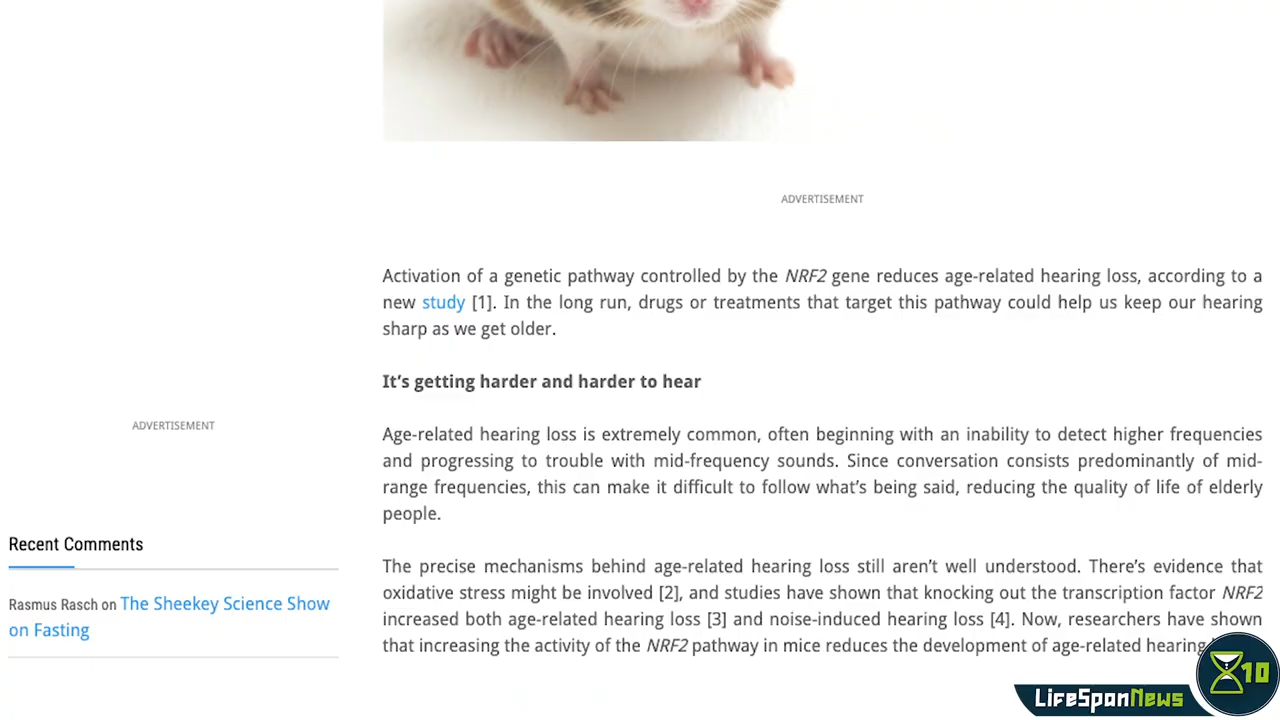 ADVERTISEMENT
Activation of a genetic pathway controlled by the NRF2 gene reduces age-related hearing loss, according to a
new study [1]. In the long run, drugs or treatments that target this pathway could help us keep our hearing
sharp as we get older.
It's getting harder and harder to hear
ADVERTISEMENT
Age-related hearing loss is extremely common, often beginning with an inability to detect higher frequencies
and progressing to trouble with mid-frequency sounds. Since conversation consists predominantly of mid-
range frequencies, this can make it difficult to follow what's being said, reducing the quality of life of elderly
people.
The precise mechanisms behind age-related hearing loss still aren't well understood. There's evidence that
oxidative stress might be involved [2], and studies have shown that knocking out the transcription factor NRF2
increased both age-related hearing loss [3] and noise-induced hearing loss [4]. Now, researchers have shown
that increasing the activity of the NRF2 pathway in mice reduces the development of age-related hearing
Recent Comments
Rasmus Rasch on The Sheekey Science Show
on Fasting
LifeSpanNews
10